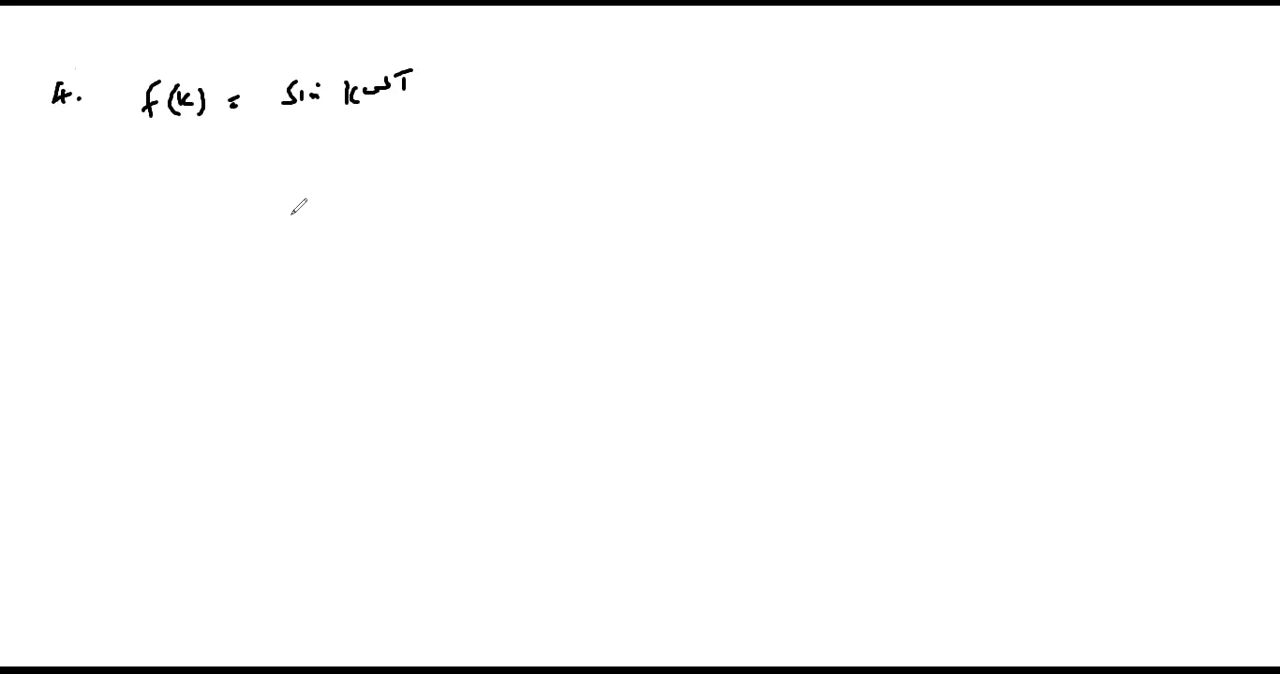 4. f(k) = sin kωT